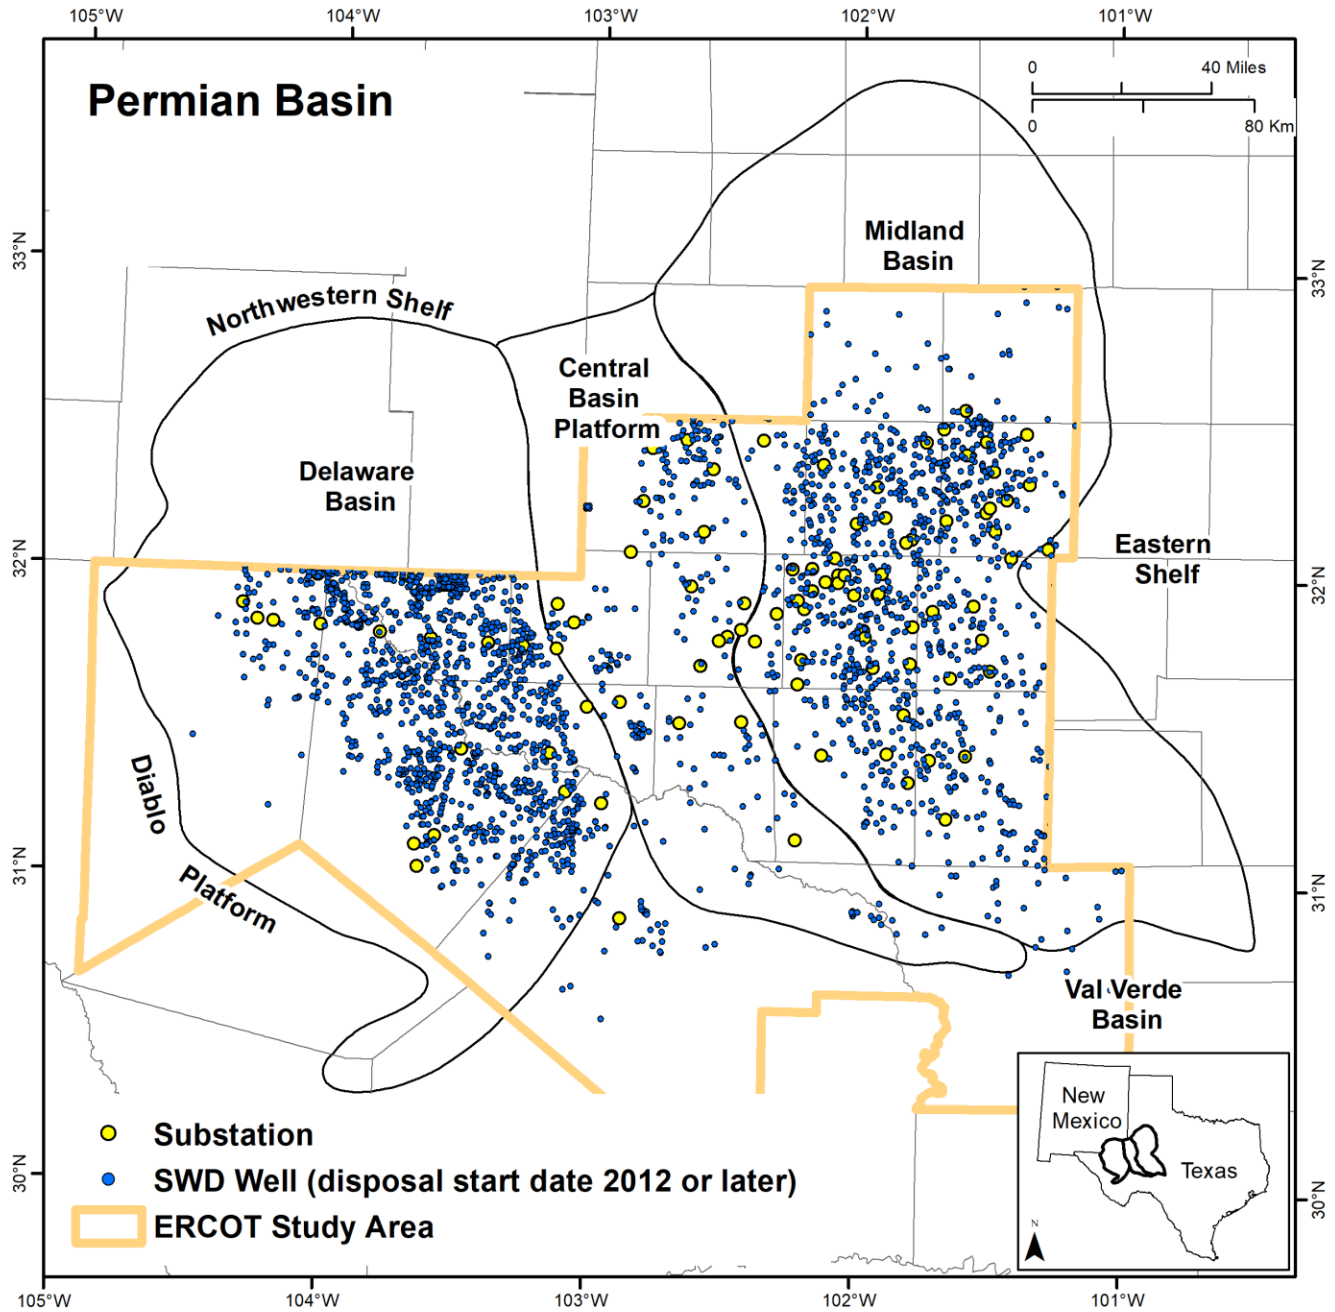 105°W 104°W 103°W 102°W 101°W
Permian Basin
0 40 Miles
0 80 Km
33°N
33°N
Midland
Basin
Northwestern Shelf
Central
Basin
Platform
Delaware
Basin
32°N
32°N
Eastern
Shelf
Diablo
Platform
31°N
31°N
Val Verde
Basin
Substation
SWD Well (disposal start date 2012 or later)
ERCOT Study Area
New
Mexico
Texas
N
30°N
30°N
105°W 104°W 103°W 102°W 101°W